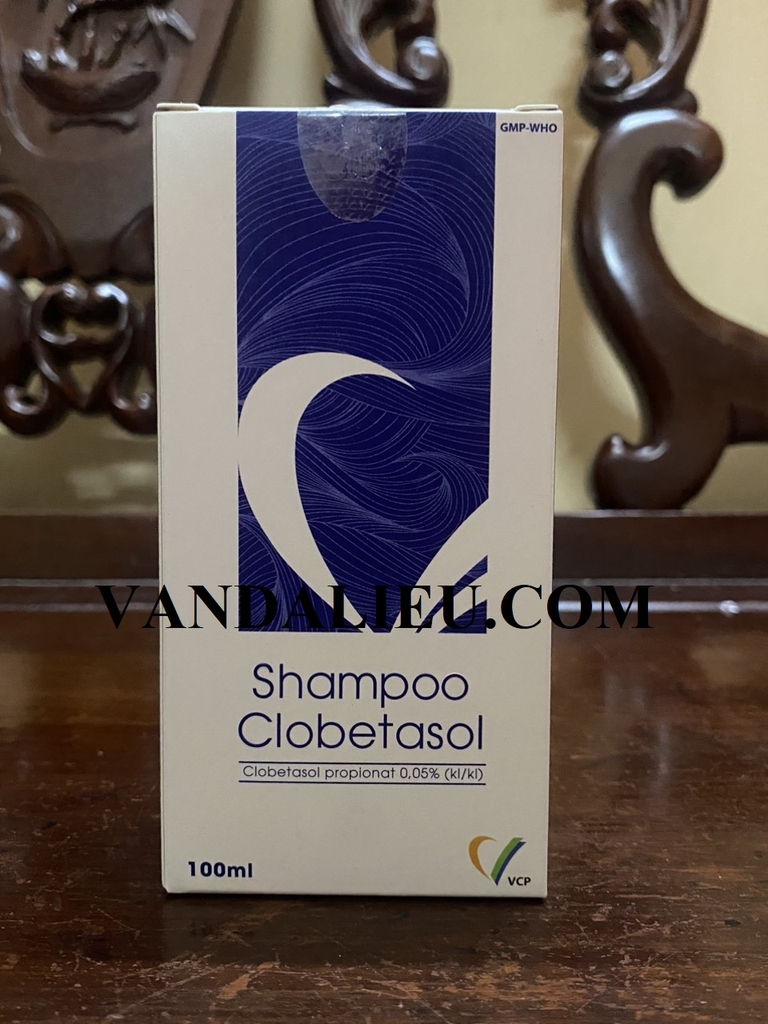 GMP-WHO
VANDALIEU.COM
Shampoo
Clobetasol
Clobetasol propionat 0,05% (kl/kl)
100ml
VCP